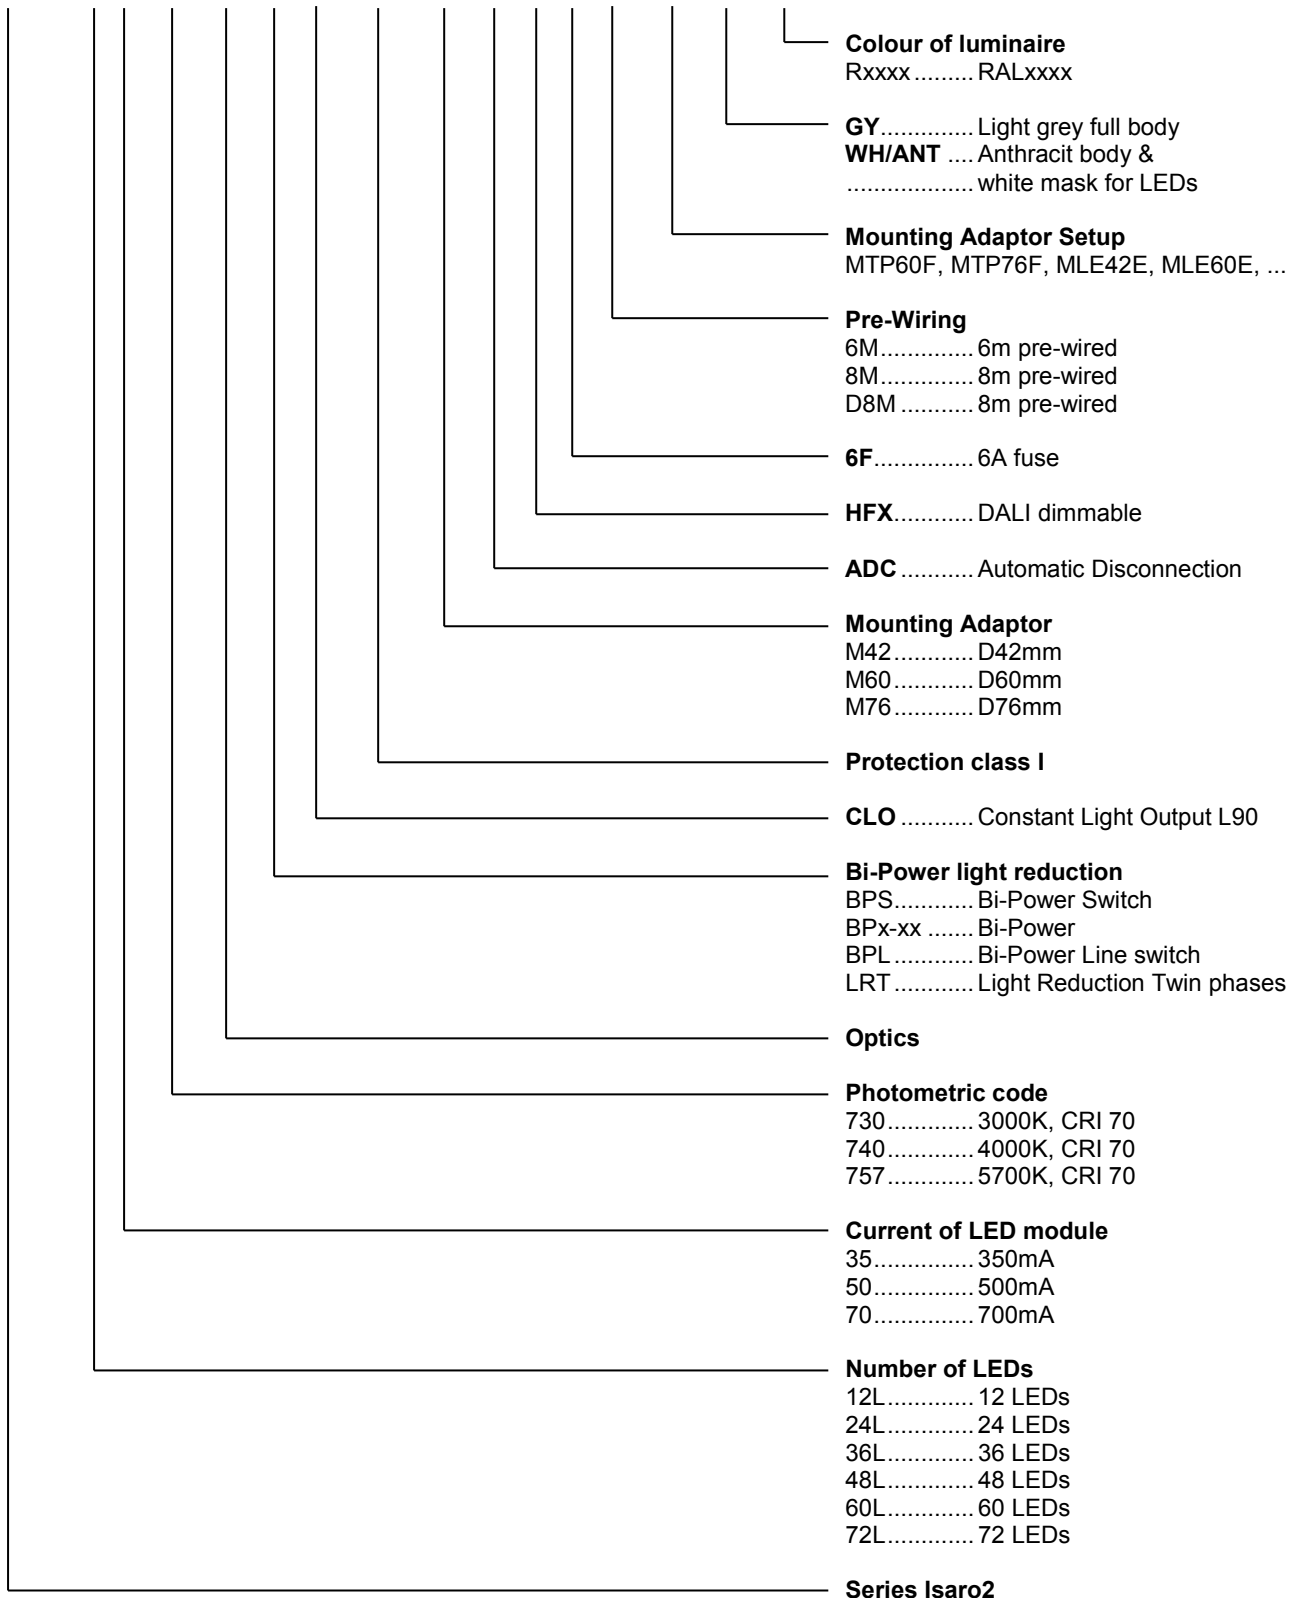 Colour of luminaire
Rxxxx ......... RALxxxx
GY.............. Light grey full body
WH/ANT .... Anthracit body &
................... white mask for LEDs
Mounting Adaptor Setup
MTP60F, MTP76F, MLE42E, MLE60E, ...
Pre-Wiring
6M.............. 6m pre-wired
8M.............. 8m pre-wired
D8M ........... 8m pre-wired
6F............... 6A fuse
HFX............ DALI dimmable
ADC ........... Automatic Disconnection
Mounting Adaptor
M42............ D42mm
M60............ D60mm
M76............ D76mm
Protection class I
CLO ........... Constant Light Output L90
Bi-Power light reduction
BPS............ Bi-Power Switch
BPx-xx ....... Bi-Power
BPL ............ Bi-Power Line switch
LRT ............ Light Reduction Twin phases
Optics
Photometric code
730............. 3000K, CRI 70
740............. 4000K, CRI 70
757............. 5700K, CRI 70
Current of LED module
35............... 350mA
50............... 500mA
70............... 700mA
Number of LEDs
12L............. 12 LEDs
24L............. 24 LEDs
36L............. 36 LEDs
48L............. 48 LEDs
60L............. 60 LEDs
72L............. 72 LEDs
Series Isaro2